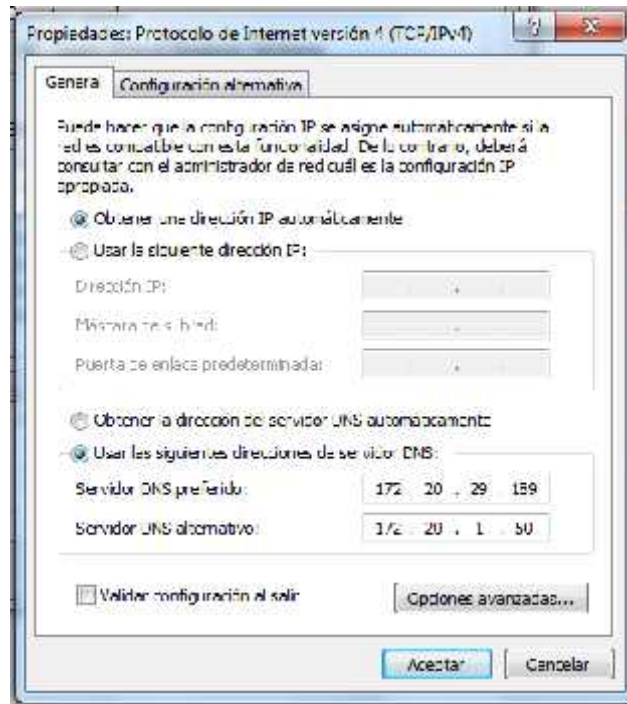 Propiedades: Protocolo de Internet versión 4 (TCP/IPv4)
General Configuración alternativa
Puede hacer que la configuración IP se asigne automáticamente si la
red es compatible con esta funcionalidad. De lo contrario, deberá
consultar con el administrador de red cuál es la configuración IP
apropiada.
Obtener una dirección IP automáticamente
Usar la siguiente dirección IP:
Dirección IP:
Máscara de subred:
Puerta de enlace predeterminada:
Obtener la dirección del servidor DNS automáticamente
Usar las siguientes direcciones de servidor DNS:
Servidor DNS preferido: 172 . 20 . 29 .
Servidor DNS alternativo: 172 . 20 . 1 .
Validar configuración al salir Opciones avanzadas...
Aceptar Cancelar